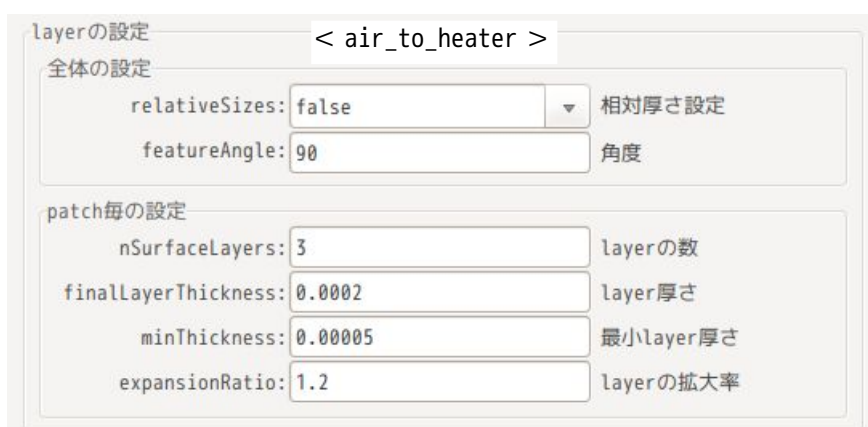 layerの設定
< air_to_heater >
全体の設定
relativeSizes: false 相対厚さ設定
featureAngle: 90 角度
patch毎の設定
nSurfaceLayers: 3 layerの数
finalLayerThickness: 0.0002 layer厚さ
minThickness: 0.00005 最小layer厚さ
expansionRatio: 1.2 layerの拡大率